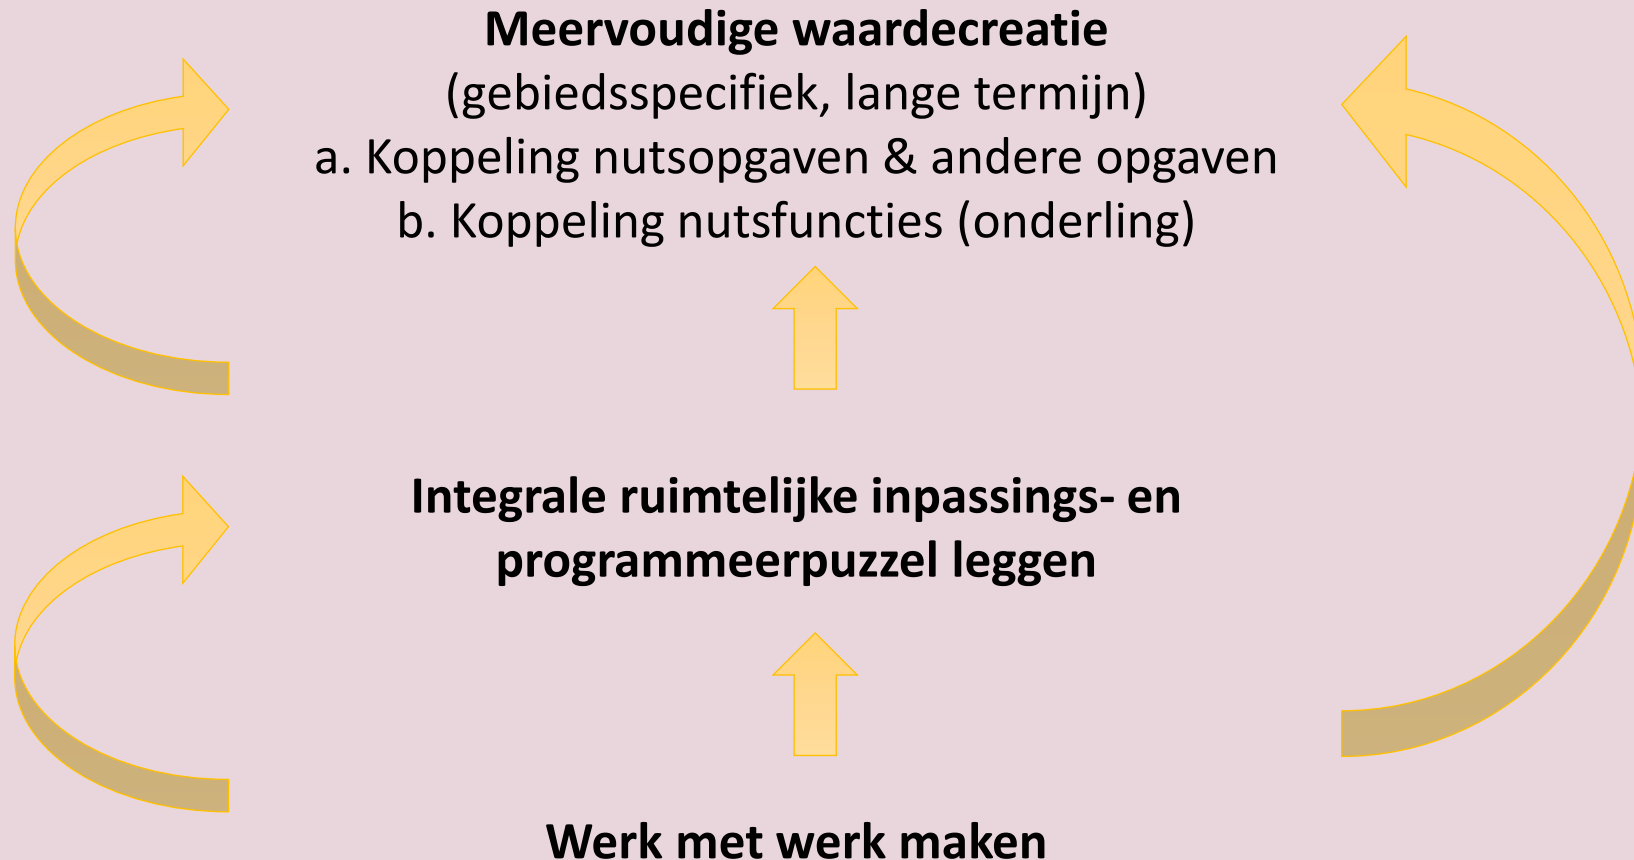 Meervoudige waardecreatie
(gebiedsspecifiek, lange termijn)
a. Koppeling nutsopgaven & andere opgaven
b. Koppeling nutsfuncties (onderling)
Integrale ruimtelijke inpassings- en
programmeerpuzzel leggen
Werk met werk maken